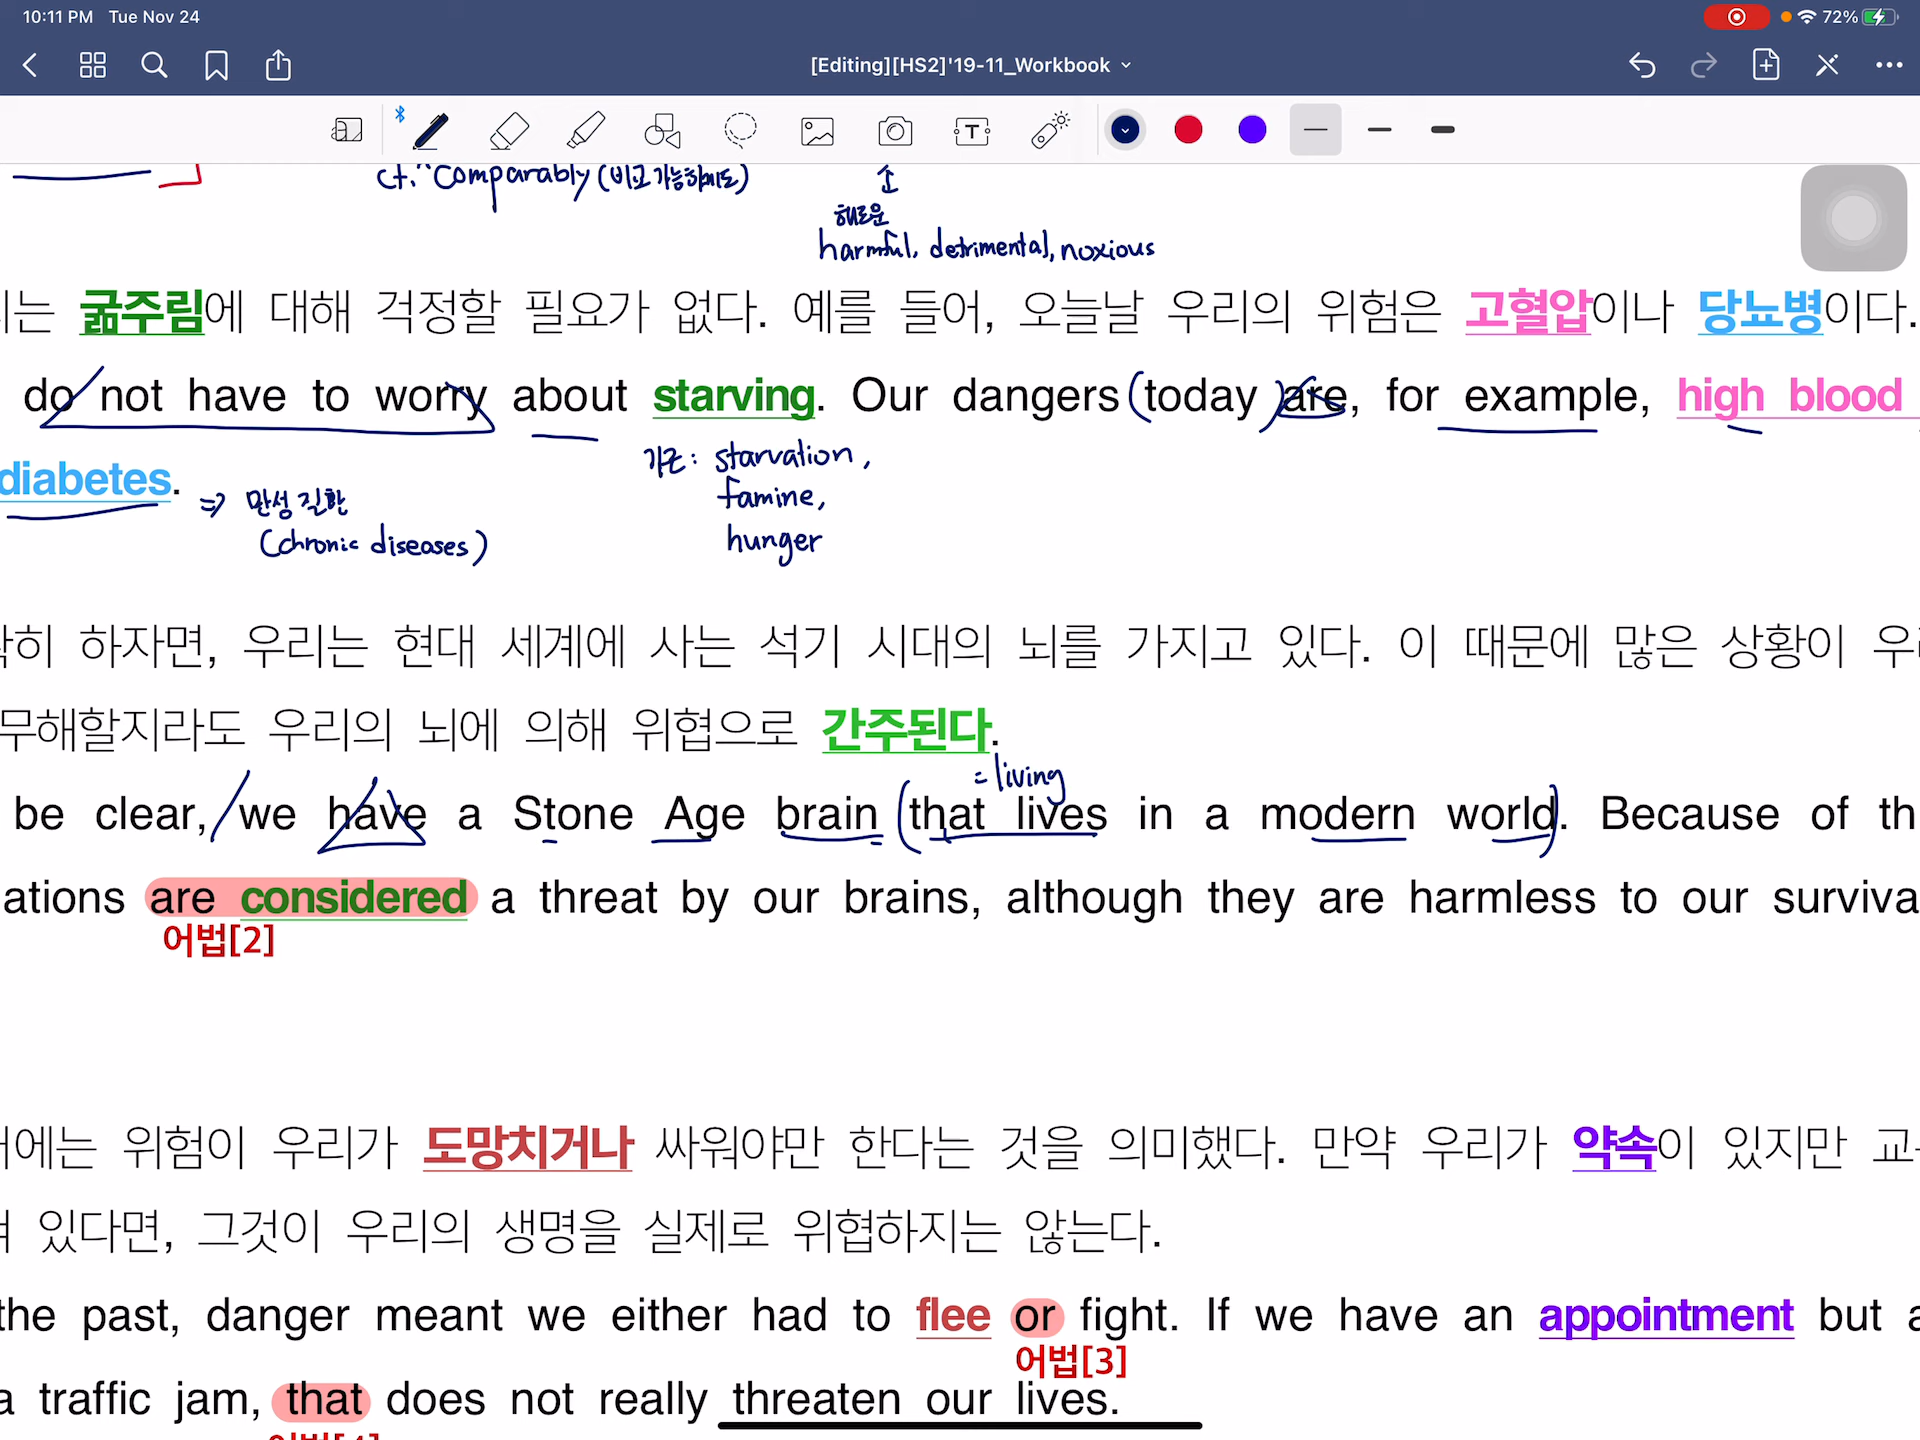 10:11 PM Tue Nov 24
72%
[Editing][HS2]'19-11_Workbook
ct. Comparably (비교가능하게도)
해로운
harmful, detrimental, noxious
는 굶주림에 대해 걱정할 필요가 없다. 예를 들어, 오늘날 우리의 위험은 고혈압이나 당뇨병이다.
do not have to worry about starving. Our dangers (today) are, for example, high blood
diabetes.
⇒ 만성 질환
(chronic diseases)
starvation,
famine,
hunger
히 하자면, 우리는 현대 세계에 사는 석기 시대의 뇌를 가지고 있다. 이 때문에 많은 상황이 우리
무해할지라도 우리의 뇌에 의해 위협으로 간주된다.
= living
be clear, we have a Stone Age brain (that lives in a modern world). Because of th
ations are considered a threat by our brains, although they are harmless to our surviva
어법[2]
에는 위험이 우리가 도망치거나 싸워야만 한다는 것을 의미했다. 만약 우리가 약속이 있지만 교
있다면, 그것이 우리의 생명을 실제로 위협하지는 않는다.
the past, danger meant we either had to flee or fight. If we have an appointment but a
어법[3]
a traffic jam, that does not really threaten our lives.